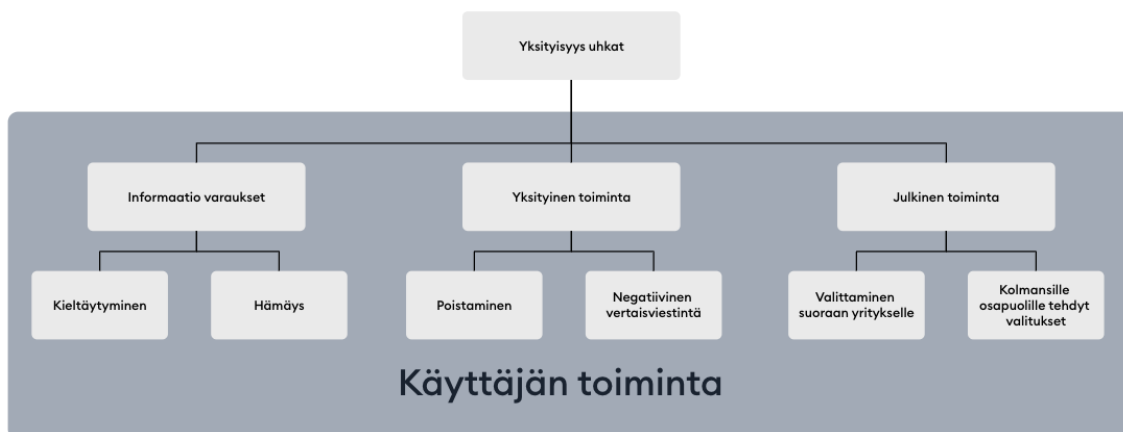 Yksityisyys uhkat
Informaatio varaukset
Yksityinen toiminta
Julkinen toiminta
Kieltäytyminen
Hämäys
Poistaminen
Negatiivinen
vertaisviestintä
Valittaminen
suoraan yritykselle
Kolmansille
osapuolille tehdyt
valitukset
Käyttäjän toiminta